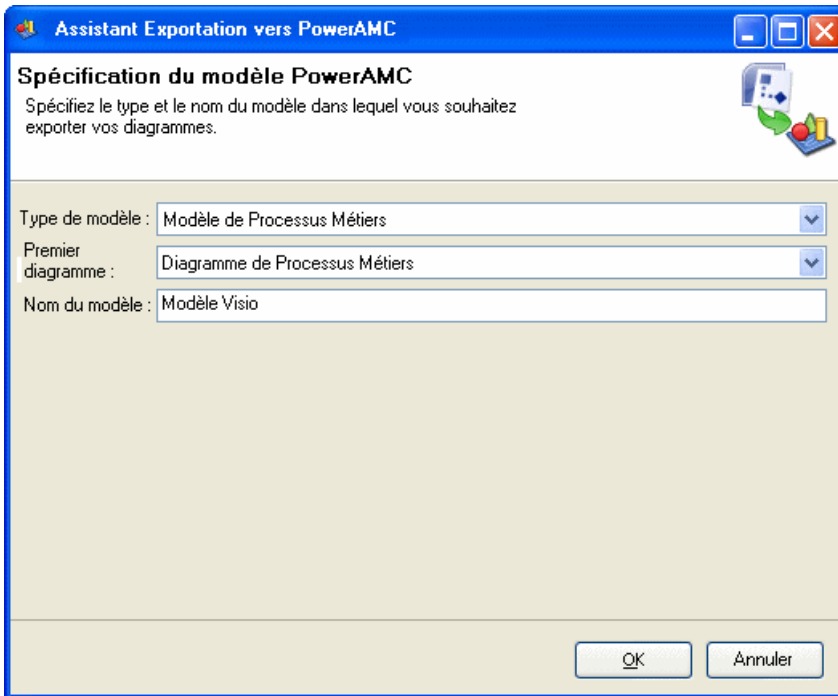 Assistant Exportation vers PowerAMC
Spécification du modèle PowerAMC
Spécifiez le type et le nom du modèle dans lequel vous souhaitez
exporter vos diagrammes.
Type de modèle : Modèle de Processus Métiers
Premier
diagramme : Diagramme de Processus Métiers
Nom du modèle : Modèle Visio
OK Annuler